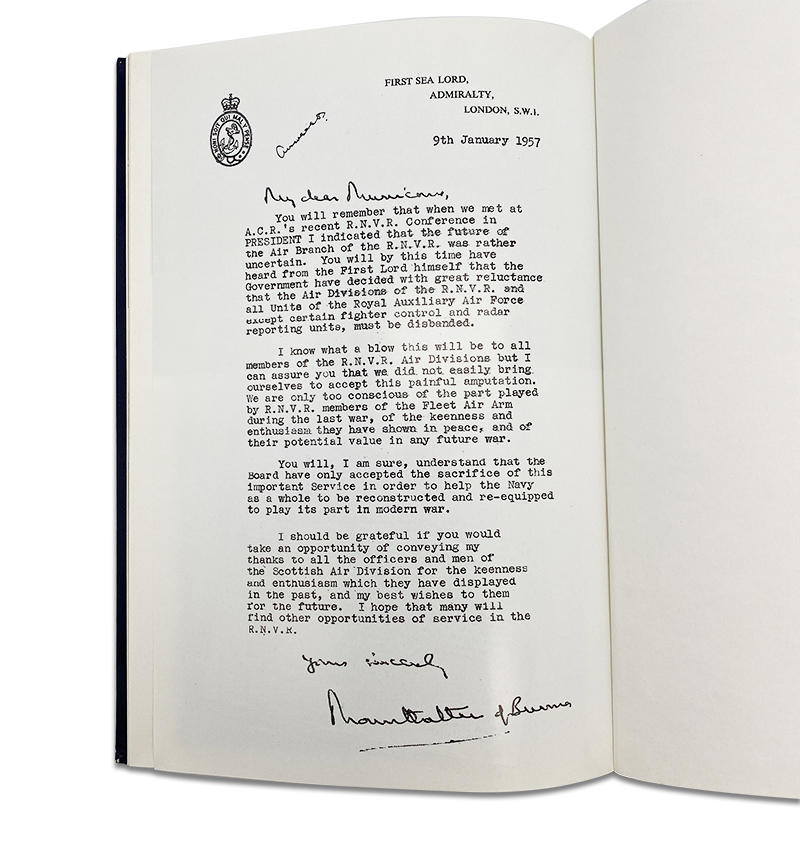 FIRST SEA LORD,
ADMIRALTY,
LONDON, S.W.1.
HONI SOIT QUI MAL Y PENSE
9th January 1957
My dear
You will remember that when we met at
A.C.R.'s recent R.N.V.R. Conference in
PRESIDENT I indicated that the future of
the Air Branch of the R.N.V.R. was rather
uncertain. You will by this time have
heard from the First Lord himself that the
Government have decided with great reluctance
that the Air Divisions of the R.N.V.R. and
all Units of the Royal Auxiliary Air Force
except certain fighter control and radar
reporting units, must be disbanded.
I know what a blow this will be to all
members of the R.N.V.R. Air Divisions but I
can assure you that we did not easily bring
ourselves to accept this painful amputation.
We are only too conscious of the part played
by R.N.V.R. members of the Fleet Air Arm
during the last war, of the keenness and
enthusiasm they have shown in peace, and of
their potential value in any future war.
You will, I am sure, understand that the
Board have only accepted the sacrifice of this
important Service in order to help the Navy
as a whole to be reconstructed and re-equipped
to play its part in modern war.
I should be grateful if you would
take an opportunity of conveying my
thanks to all the officers and men of
the Scottish Air Division for the keenness
and enthusiasm which they have displayed
in the past, and my best wishes to them
for the future. I hope that many will
find other opportunities of service in the
R.N.V.R.
Yours sincerely
Mountbatten of Burma